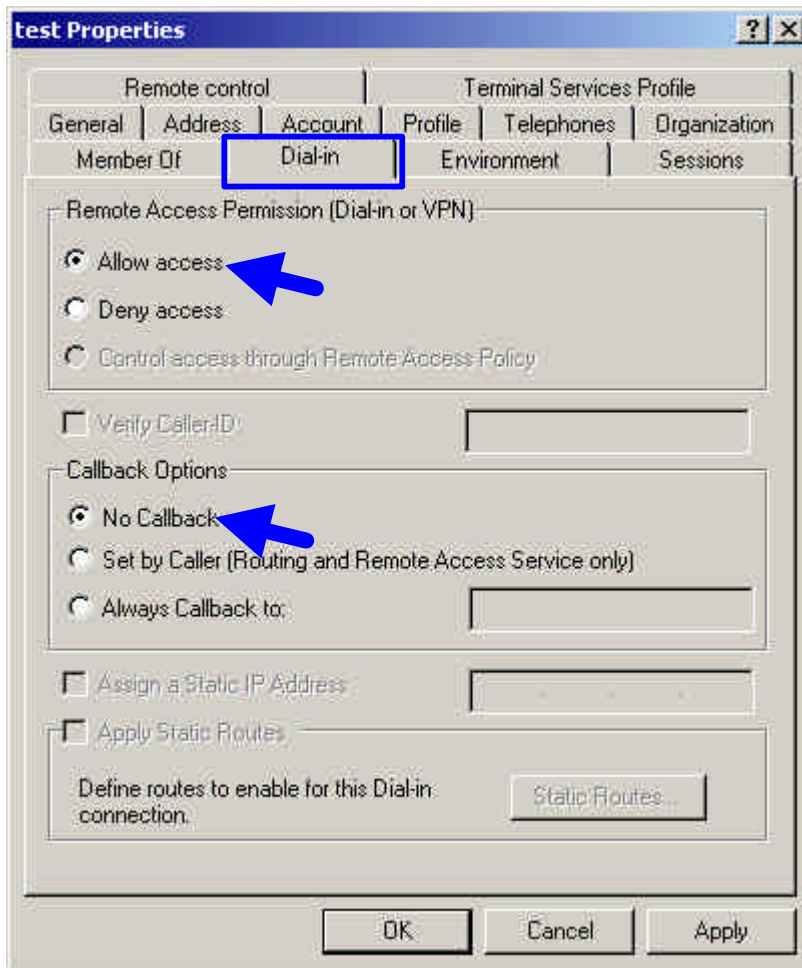 test Properties
Remote control Terminal Services Profile
General Address Account Profile Telephones Organization
Member Of Dial-in Environment Sessions
Remote Access Permission (Dial-in or VPN)
Allow access
Deny access
Control access through Remote Access Policy
Verify Caller-ID:
Callback Options
No Callback
Set by Caller (Routing and Remote Access Service only)
Always Callback to:
Assign a Static IP Address
Apply Static Routes
Define routes to enable for this Dial-in
connection.
Static Routes...
OK Cancel Apply